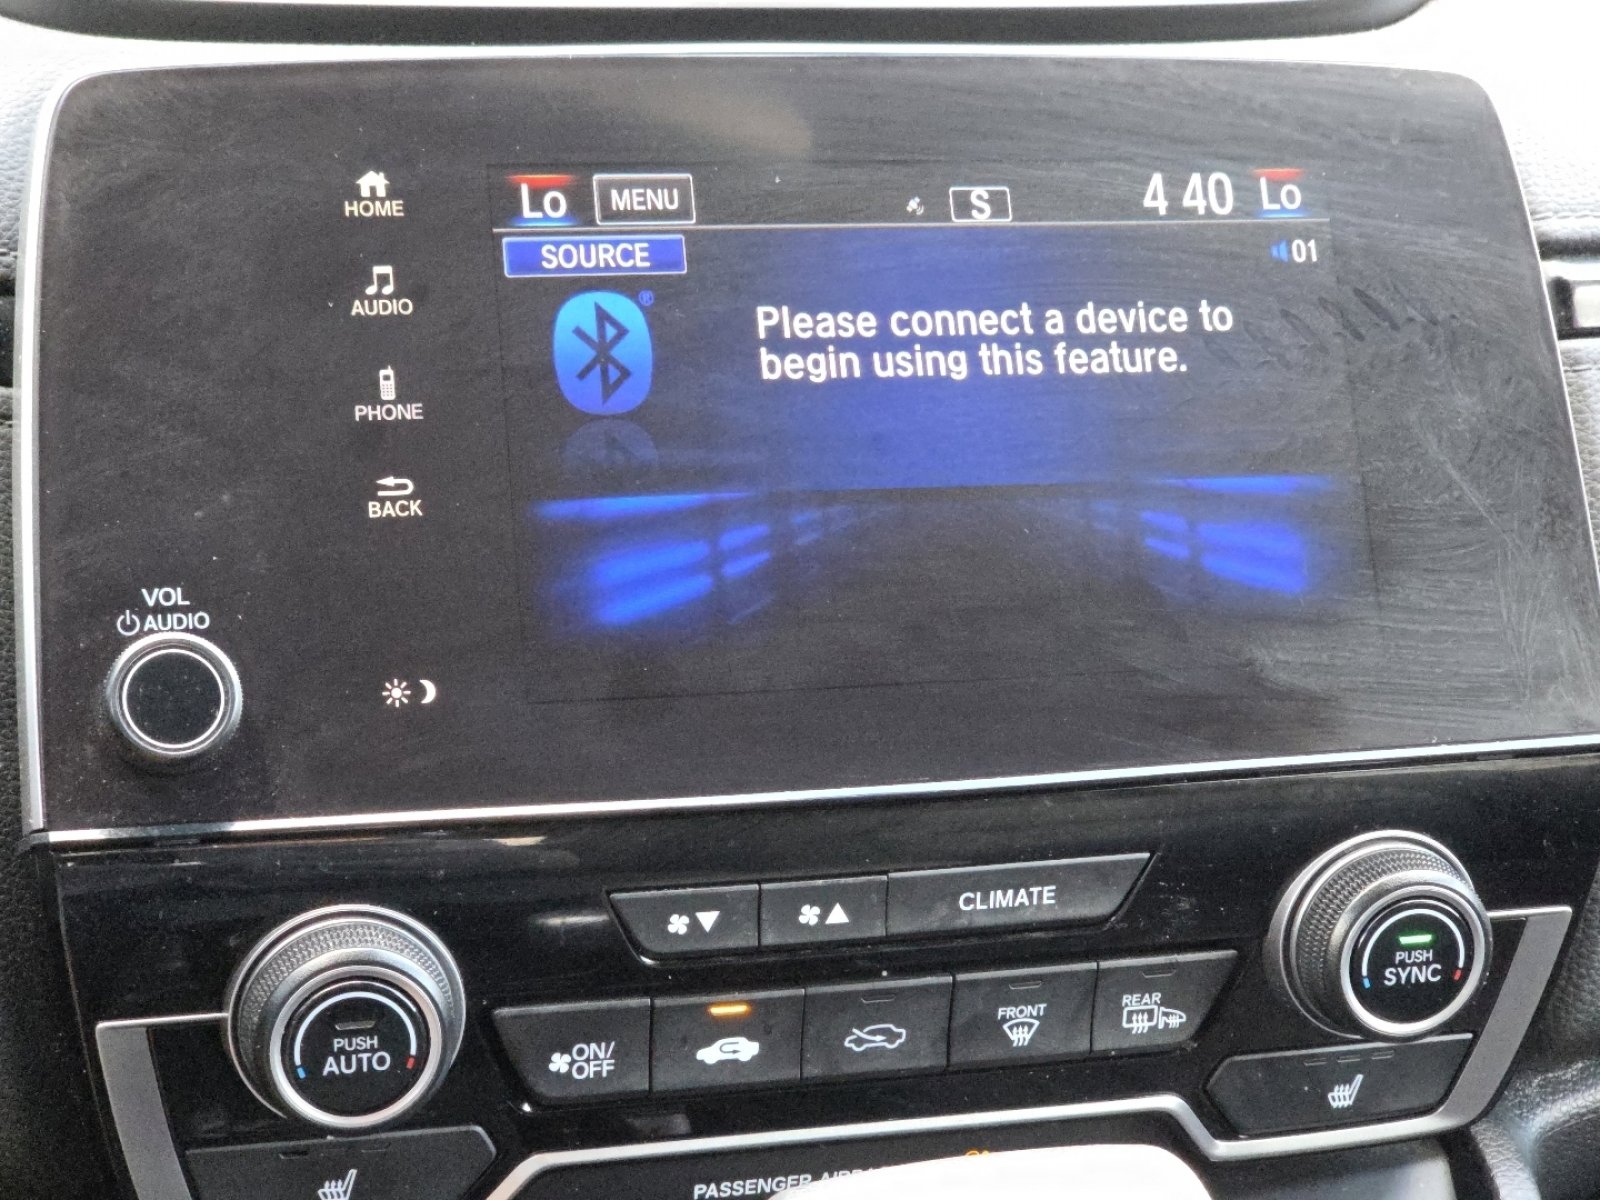 HOME
AUDIO
PHONE
BACK
VOL
AUDIO
Lo MENU S 4 40 Lo
SOURCE 01
®
Please connect a device to
begin using this feature.
CLIMATE
PUSH
AUTO
ON/
OFF
FRONT
REAR
PUSH
SYNC
PASSENGER